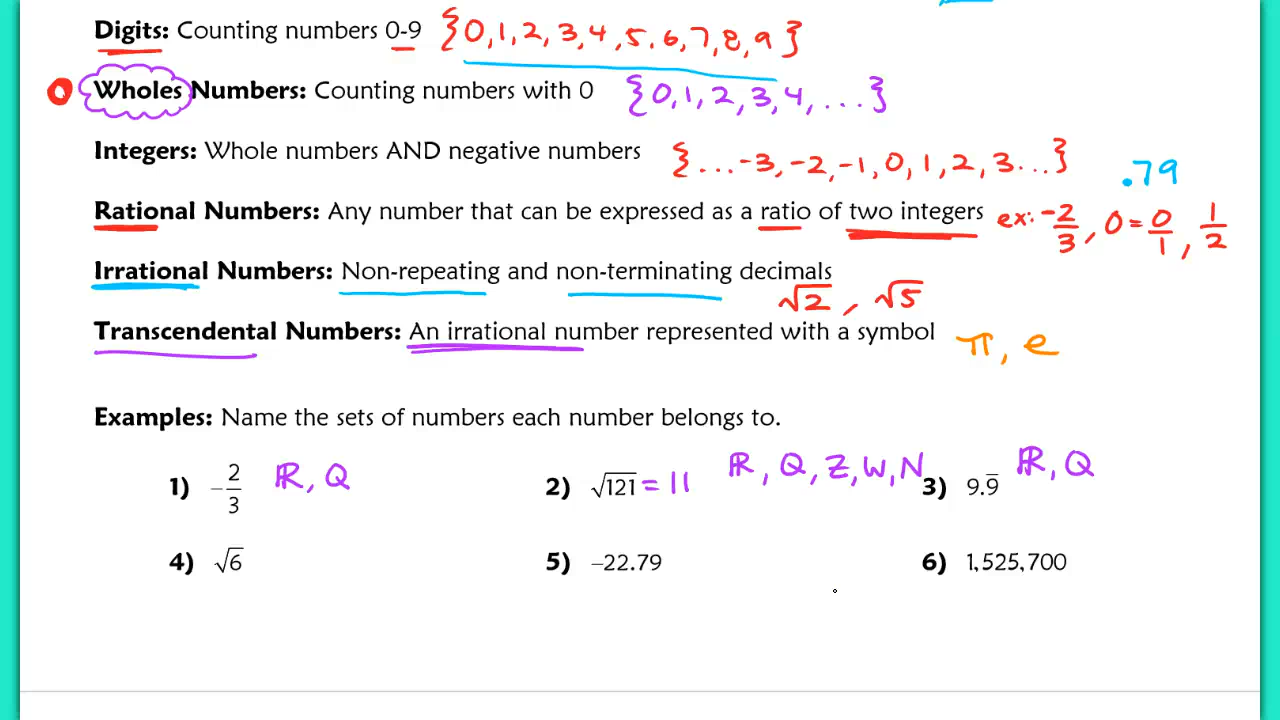 Digits: Counting numbers 0-9 {0, 1, 2, 3, 4, 5, 6, 7, 8, 9}
Wholes Numbers: Counting numbers with 0 {0, 1, 2, 3, 4, ...}
Integers: Whole numbers AND negative numbers {...-3, -2, -1, 0, 1, 2, 3...}
.79
Rational Numbers: Any number that can be expressed as a ratio of two integers ex: -2/3, 0 = 0/1, 1/2
Irrational Numbers: Non-repeating and non-terminating decimals
√2, √5
Transcendental Numbers: An irrational number represented with a symbol π, e
Examples: Name the sets of numbers each number belongs to.
1) -2/3 ℝ, Q 2) √121 = 11 ℝ, Q, Z, W, N 3) 9.9̅ ℝ, Q
4) √6 5) -22.79 6) 1,525,700